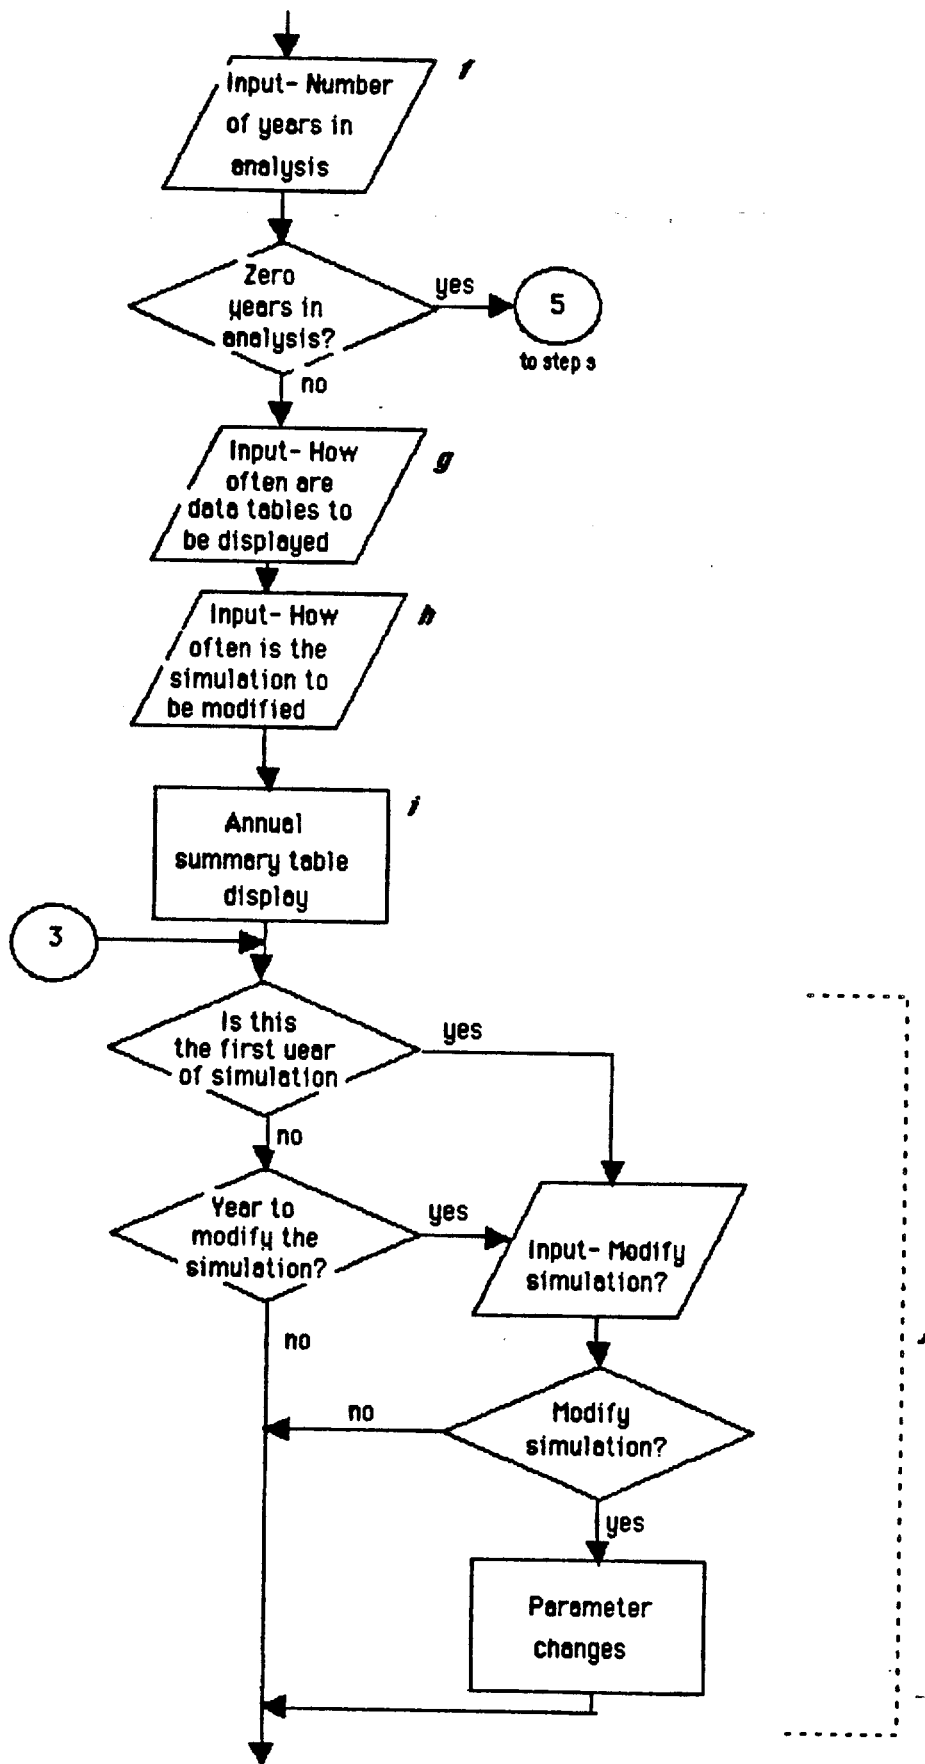 Input- Number
of years in
analysis
f
Zero
years in
analysis?
yes
5
to step s
no
Input- How
often are
data tables to
be displayed
g
Input- How
often is the
simulation to
be modified
h
Annual
summary table
display
i
3
Is this
the first uear
of simulation
yes
no
Year to
modify the
simulation?
yes
Input- Modify
simulation?
no
Modify
simulation?
no
yes
Parameter
changes